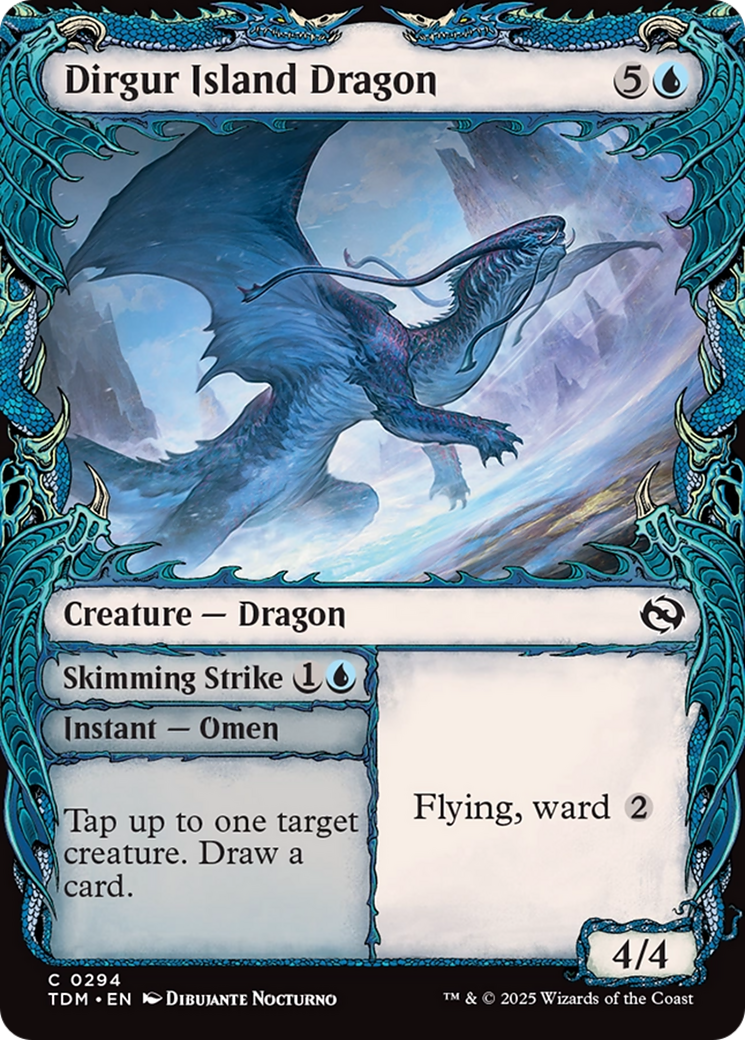 Dirgur Island Dragon 5
Creature — Dragon
Skimming Strike 1
Instant — Omen
Tap up to one target
creature. Draw a
card.
Flying, ward 2
4/4
C 0294
TDM • EN DIBUJANTE NOCTURNO
™ & © 2025 Wizards of the Coast